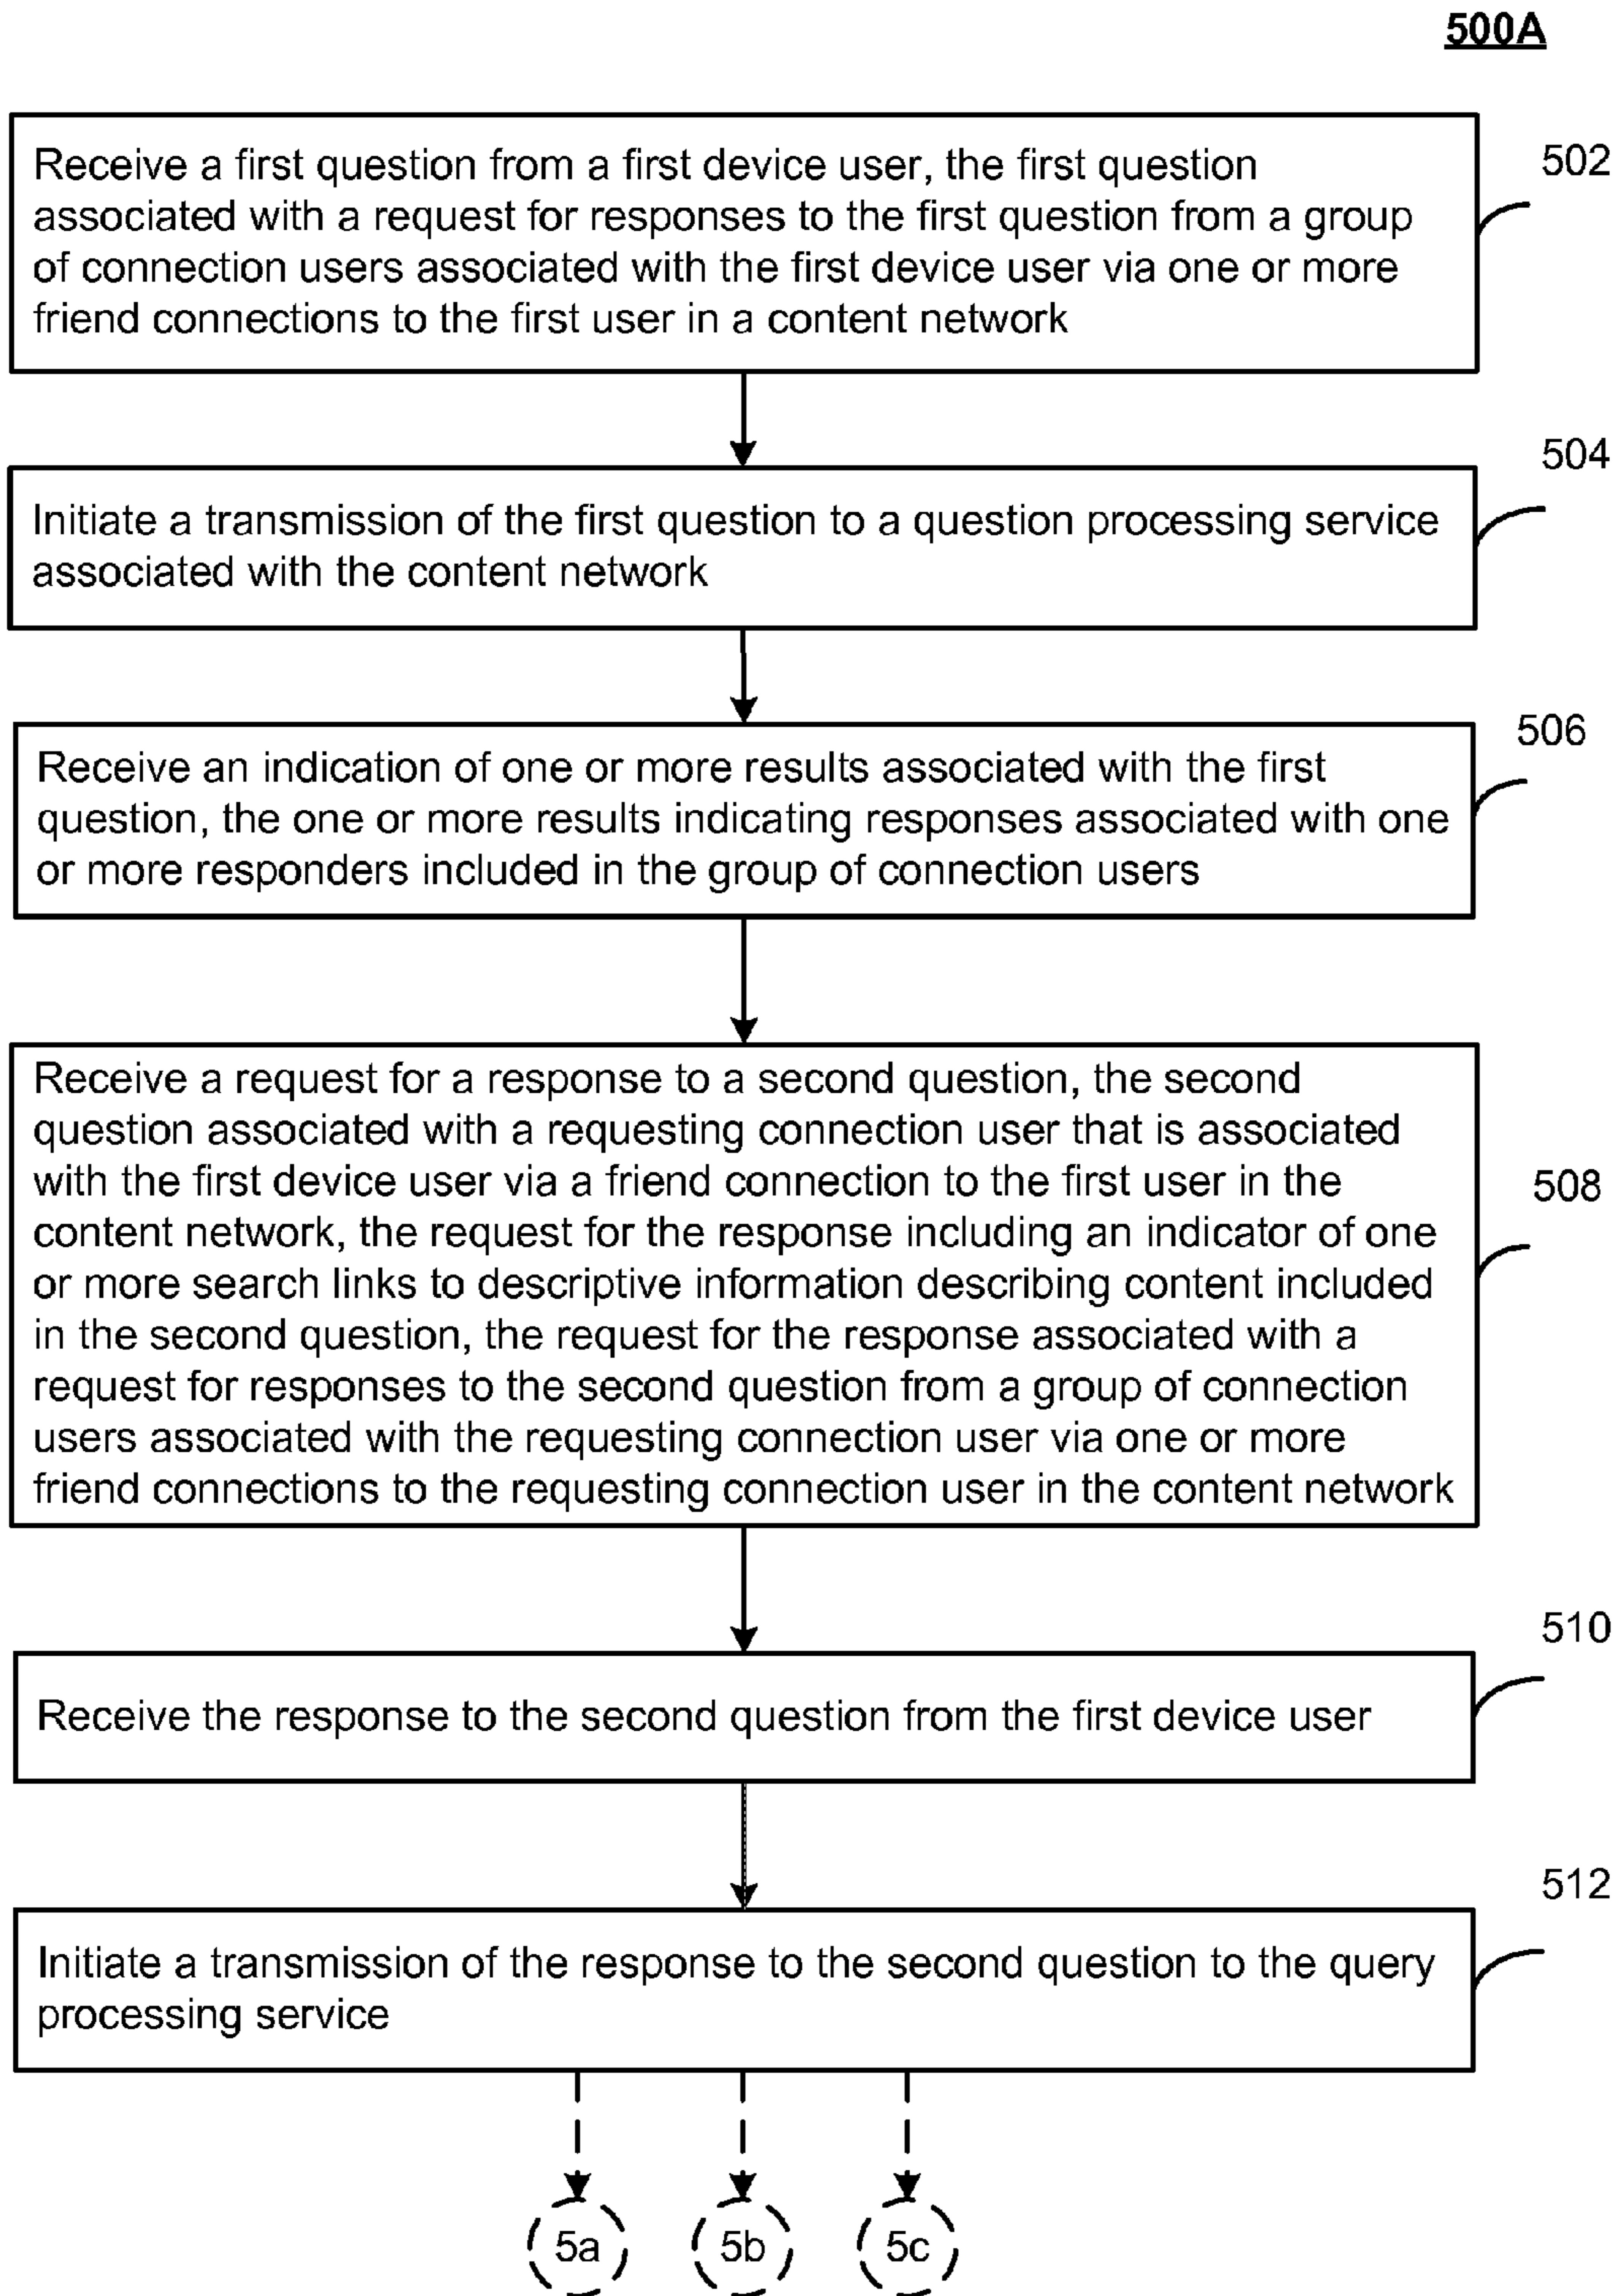 500A
Receive a first question from a first device user, the first question
associated with a request for responses to the first question from a group
of connection users associated with the first device user via one or more
friend connections to the first user in a content network
502
Initiate a transmission of the first question to a question processing service
associated with the content network
504
Receive an indication of one or more results associated with the first
question, the one or more results indicating responses associated with one
or more responders included in the group of connection users
506
Receive a request for a response to a second question, the second
question associated with a requesting connection user that is associated
with the first device user via a friend connection to the first user in the
content network, the request for the response including an indicator of one
or more search links to descriptive information describing content included
in the second question, the request for the response associated with a
request for responses to the second question from a group of connection
users associated with the requesting connection user via one or more
friend connections to the requesting connection user in the content network
508
Receive the response to the second question from the first device user
510
Initiate a transmission of the response to the second question to the query
processing service
512
5a
5b
5c